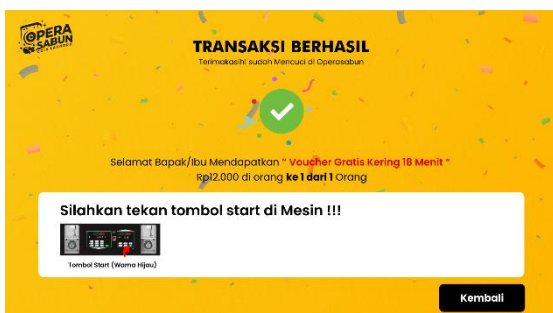 OPERA
SABUN
COIN LAUNDRY
TRANSAKSI BERHASIL
Terimakasih! sudah Mencuci di Operasabun
Selamat Bapak/Ibu Mendapatkan " Voucher Gratis Kering 18 Menit "
Rp12.000 di orang ke 1 dari 1 Orang
Silahkan tekan tombol start di Mesin !!!
Tombol Start (Warna Hijau)
Kembali